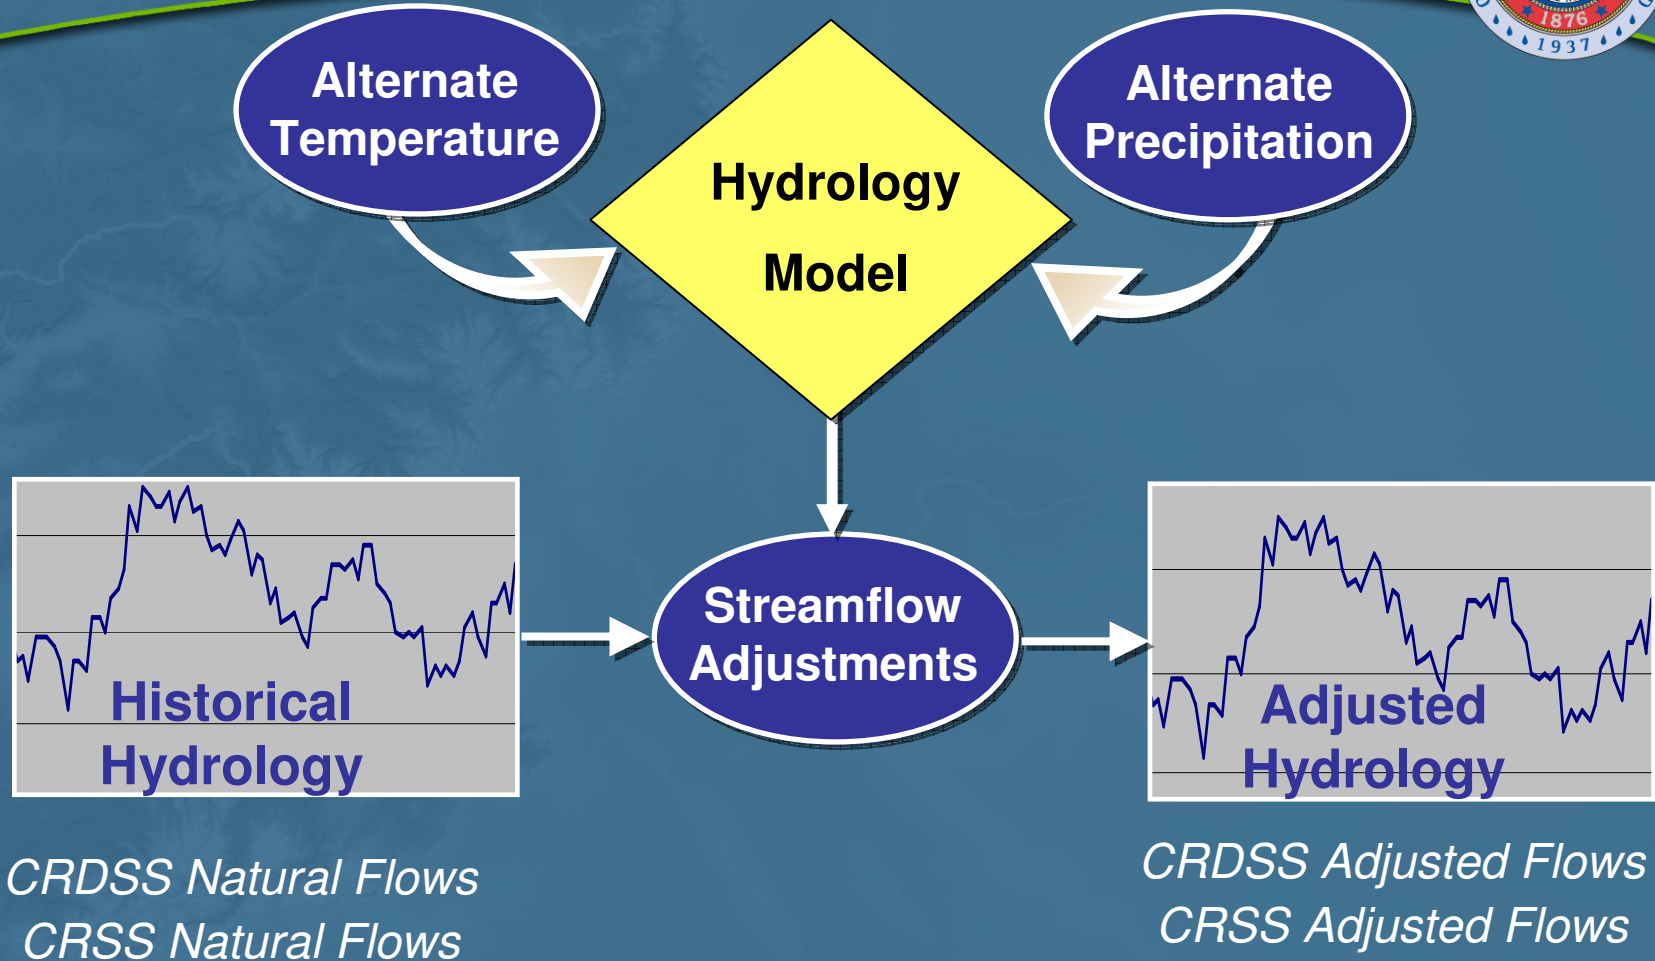 1876
1937
Alternate
Temperature
Hydrology
Model
Alternate
Precipitation
Historical
Hydrology
Streamflow
Adjustments
Adjusted
Hydrology
CRDSS Natural Flows
CRSS Natural Flows
CRDSS Adjusted Flows
CRSS Adjusted Flows